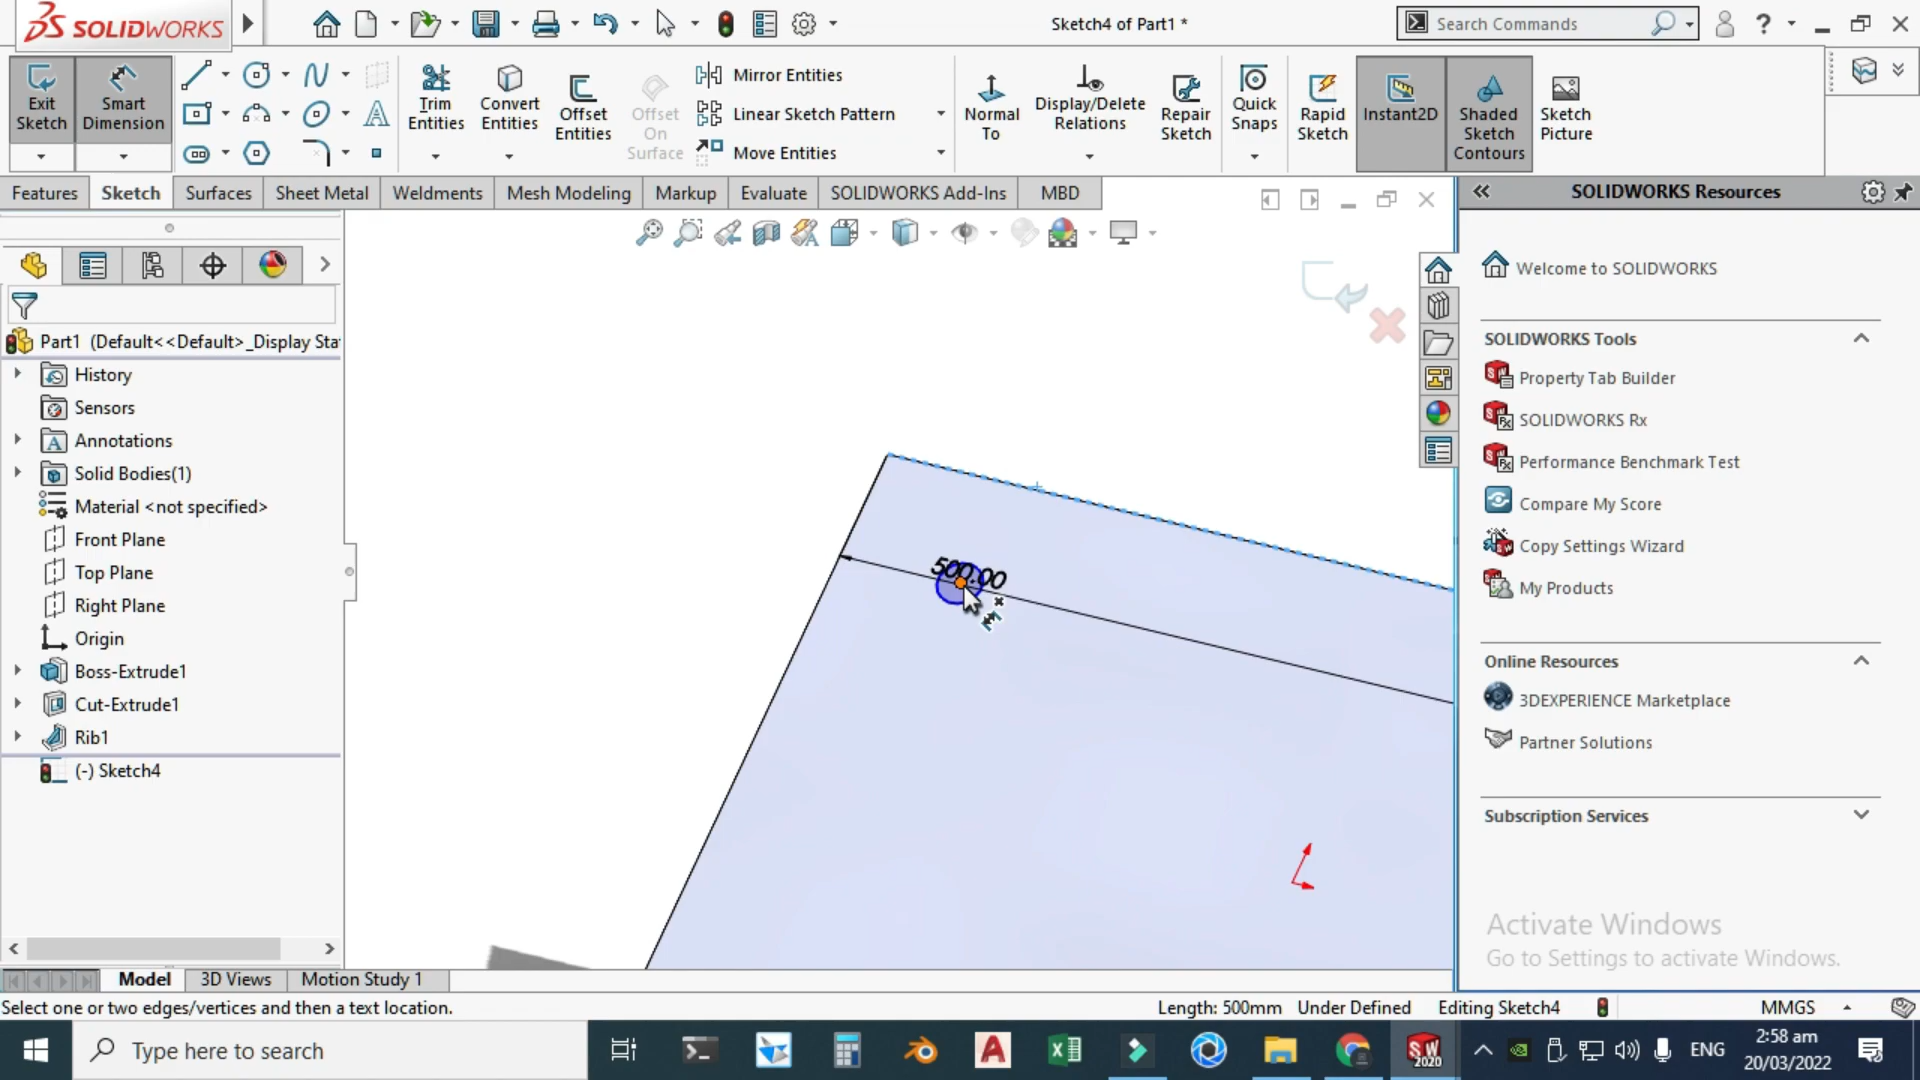 SOLIDWORKS
Sketch4 of Part1 *
Search Commands
Exit Sketch
Smart Dimension
Trim Entities
Convert Entities
Offset Entities
Offset On Surface
Mirror Entities
Linear Sketch Pattern
Move Entities
Normal To
Display/Delete Relations
Repair Sketch
Quick Snaps
Rapid Sketch
Instant2D
Shaded Sketch Contours
Sketch Picture
Features
Sketch
Surfaces
Sheet Metal
Weldments
Mesh Modeling
Markup
Evaluate
SOLIDWORKS Add-Ins
MBD
SOLIDWORKS Resources
Part1 (Default<<Default>_Display Sta
History
Sensors
Annotations
Solid Bodies(1)
Material <not specified>
Front Plane
Top Plane
Right Plane
Origin
Boss-Extrude1
Cut-Extrude1
Rib1
(-) Sketch4
500.00
Welcome to SOLIDWORKS
SOLIDWORKS Tools
Property Tab Builder
SOLIDWORKS Rx
Performance Benchmark Test
Compare My Score
Copy Settings Wizard
My Products
Online Resources
3DEXPERIENCE Marketplace
Partner Solutions
Subscription Services
Activate Windows
Go to Settings to activate Windows.
Model
3D Views
Motion Study 1
Select one or two edges/vertices and then a text location.
Length: 500mm
Under Defined
Editing Sketch4
MMGS
Type here to search
SW
2020
ENG
2:58 am
20/03/2022